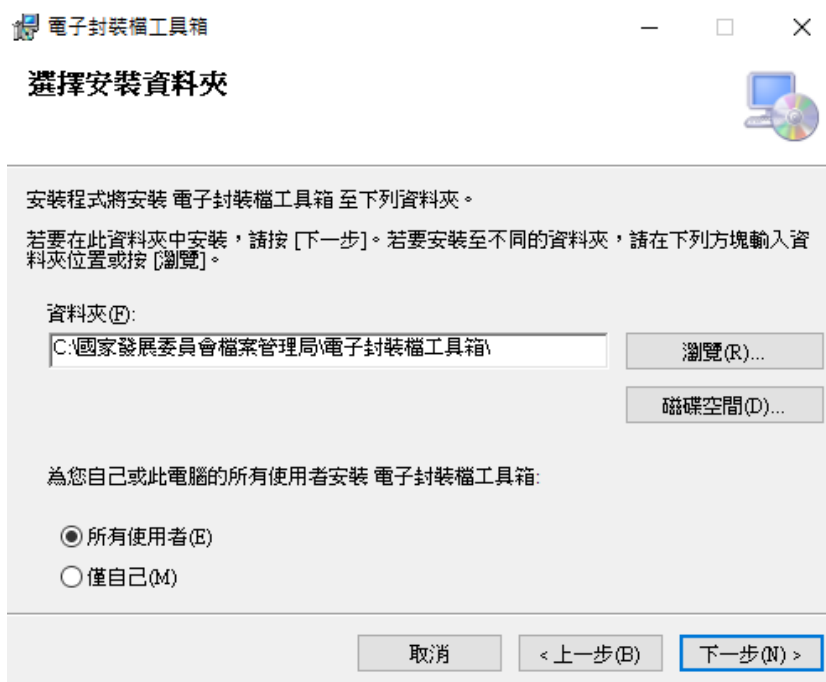 電子封裝檔工具箱
選擇安裝資料夾
安裝程式將安裝 電子封裝檔工具箱 至下列資料夾。
若要在此資料夾中安裝，請按 [下一步]。若要安裝至不同的資料夾，請在下列方塊輸入資
料夾位置或按 [瀏覽]。
資料夾(F):
C:\國家發展委員會檔案管理局\電子封裝檔工具箱\
瀏覽(R)...
磁碟空間(D)...
為您自己或此電腦的所有使用者安裝 電子封裝檔工具箱:
所有使用者(E)
僅自己(M)
取消
< 上一步(B)
下一步(N) >